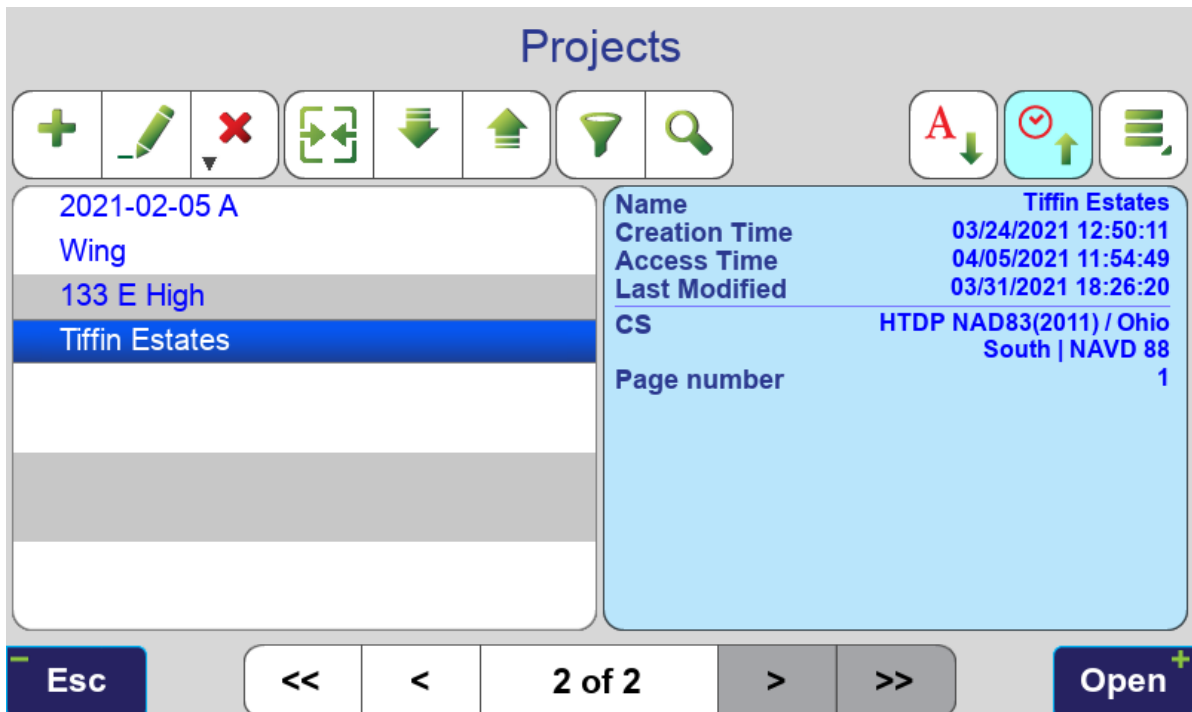 Projects
A
2021-02-05 A
Wing
133 E High
Tiffin Estates
Name Tiffin Estates
Creation Time 03/24/2021 12:50:11
Access Time 04/05/2021 11:54:49
Last Modified 03/31/2021 18:26:20
CS HTDP NAD83(2011) / Ohio
South | NAVD 88
Page number 1
Esc << < 2 of 2 > >> Open